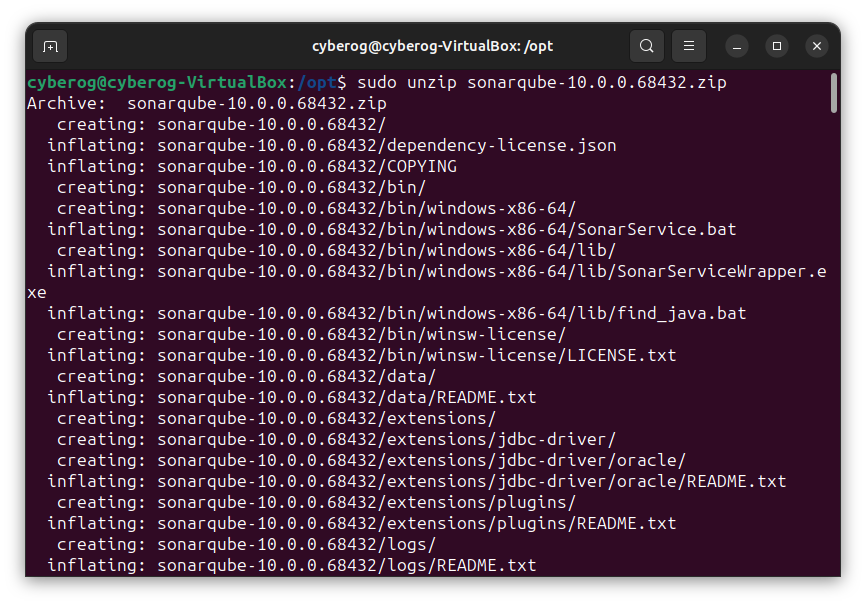 cyberog@cyberog-VirtualBox: /opt
cyberog@cyberog-VirtualBox:/opt$ sudo unzip sonarqube-10.0.0.68432.zip
Archive:  sonarqube-10.0.0.68432.zip
   creating: sonarqube-10.0.0.68432/
  inflating: sonarqube-10.0.0.68432/dependency-license.json
  inflating: sonarqube-10.0.0.68432/COPYING
   creating: sonarqube-10.0.0.68432/bin/
   creating: sonarqube-10.0.0.68432/bin/windows-x86-64/
  inflating: sonarqube-10.0.0.68432/bin/windows-x86-64/SonarService.bat
   creating: sonarqube-10.0.0.68432/bin/windows-x86-64/lib/
  inflating: sonarqube-10.0.0.68432/bin/windows-x86-64/lib/SonarServiceWrapper.e
xe
  inflating: sonarqube-10.0.0.68432/bin/windows-x86-64/lib/find_java.bat
   creating: sonarqube-10.0.0.68432/bin/winsw-license/
  inflating: sonarqube-10.0.0.68432/bin/winsw-license/LICENSE.txt
   creating: sonarqube-10.0.0.68432/data/
  inflating: sonarqube-10.0.0.68432/data/README.txt
   creating: sonarqube-10.0.0.68432/extensions/
   creating: sonarqube-10.0.0.68432/extensions/jdbc-driver/
   creating: sonarqube-10.0.0.68432/extensions/jdbc-driver/oracle/
  inflating: sonarqube-10.0.0.68432/extensions/jdbc-driver/oracle/README.txt
   creating: sonarqube-10.0.0.68432/extensions/plugins/
  inflating: sonarqube-10.0.0.68432/extensions/plugins/README.txt
   creating: sonarqube-10.0.0.68432/logs/
  inflating: sonarqube-10.0.0.68432/logs/README.txt